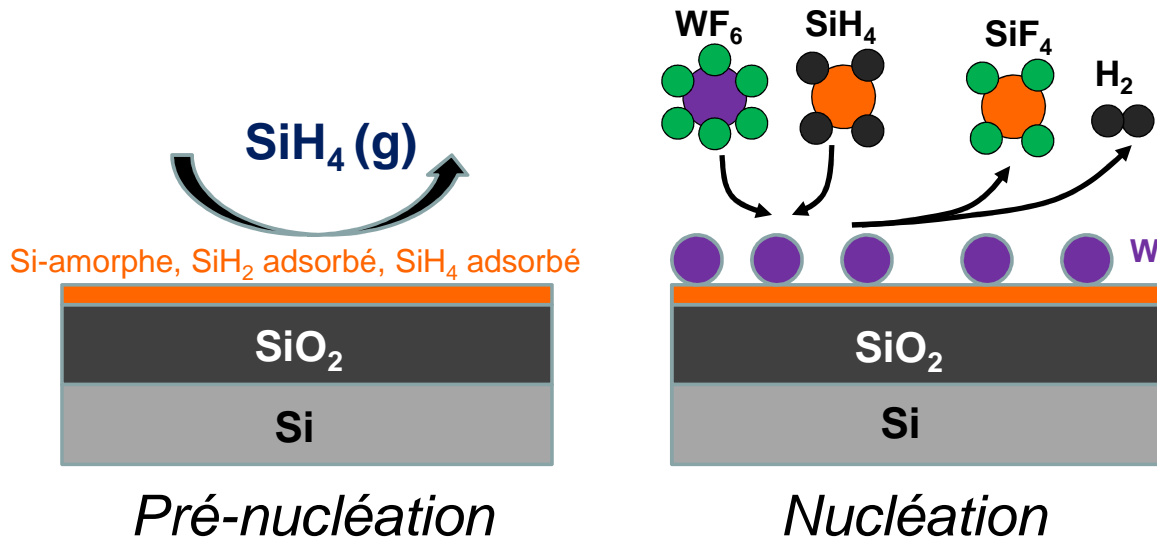 SiH4 (g)
Si-amorphe, SiH2 adsorbé, SiH4 adsorbé
SiO2
Si
Pré-nucléation
WF6
SiH4
SiF4
H2
W
SiO2
Si
Nucléation